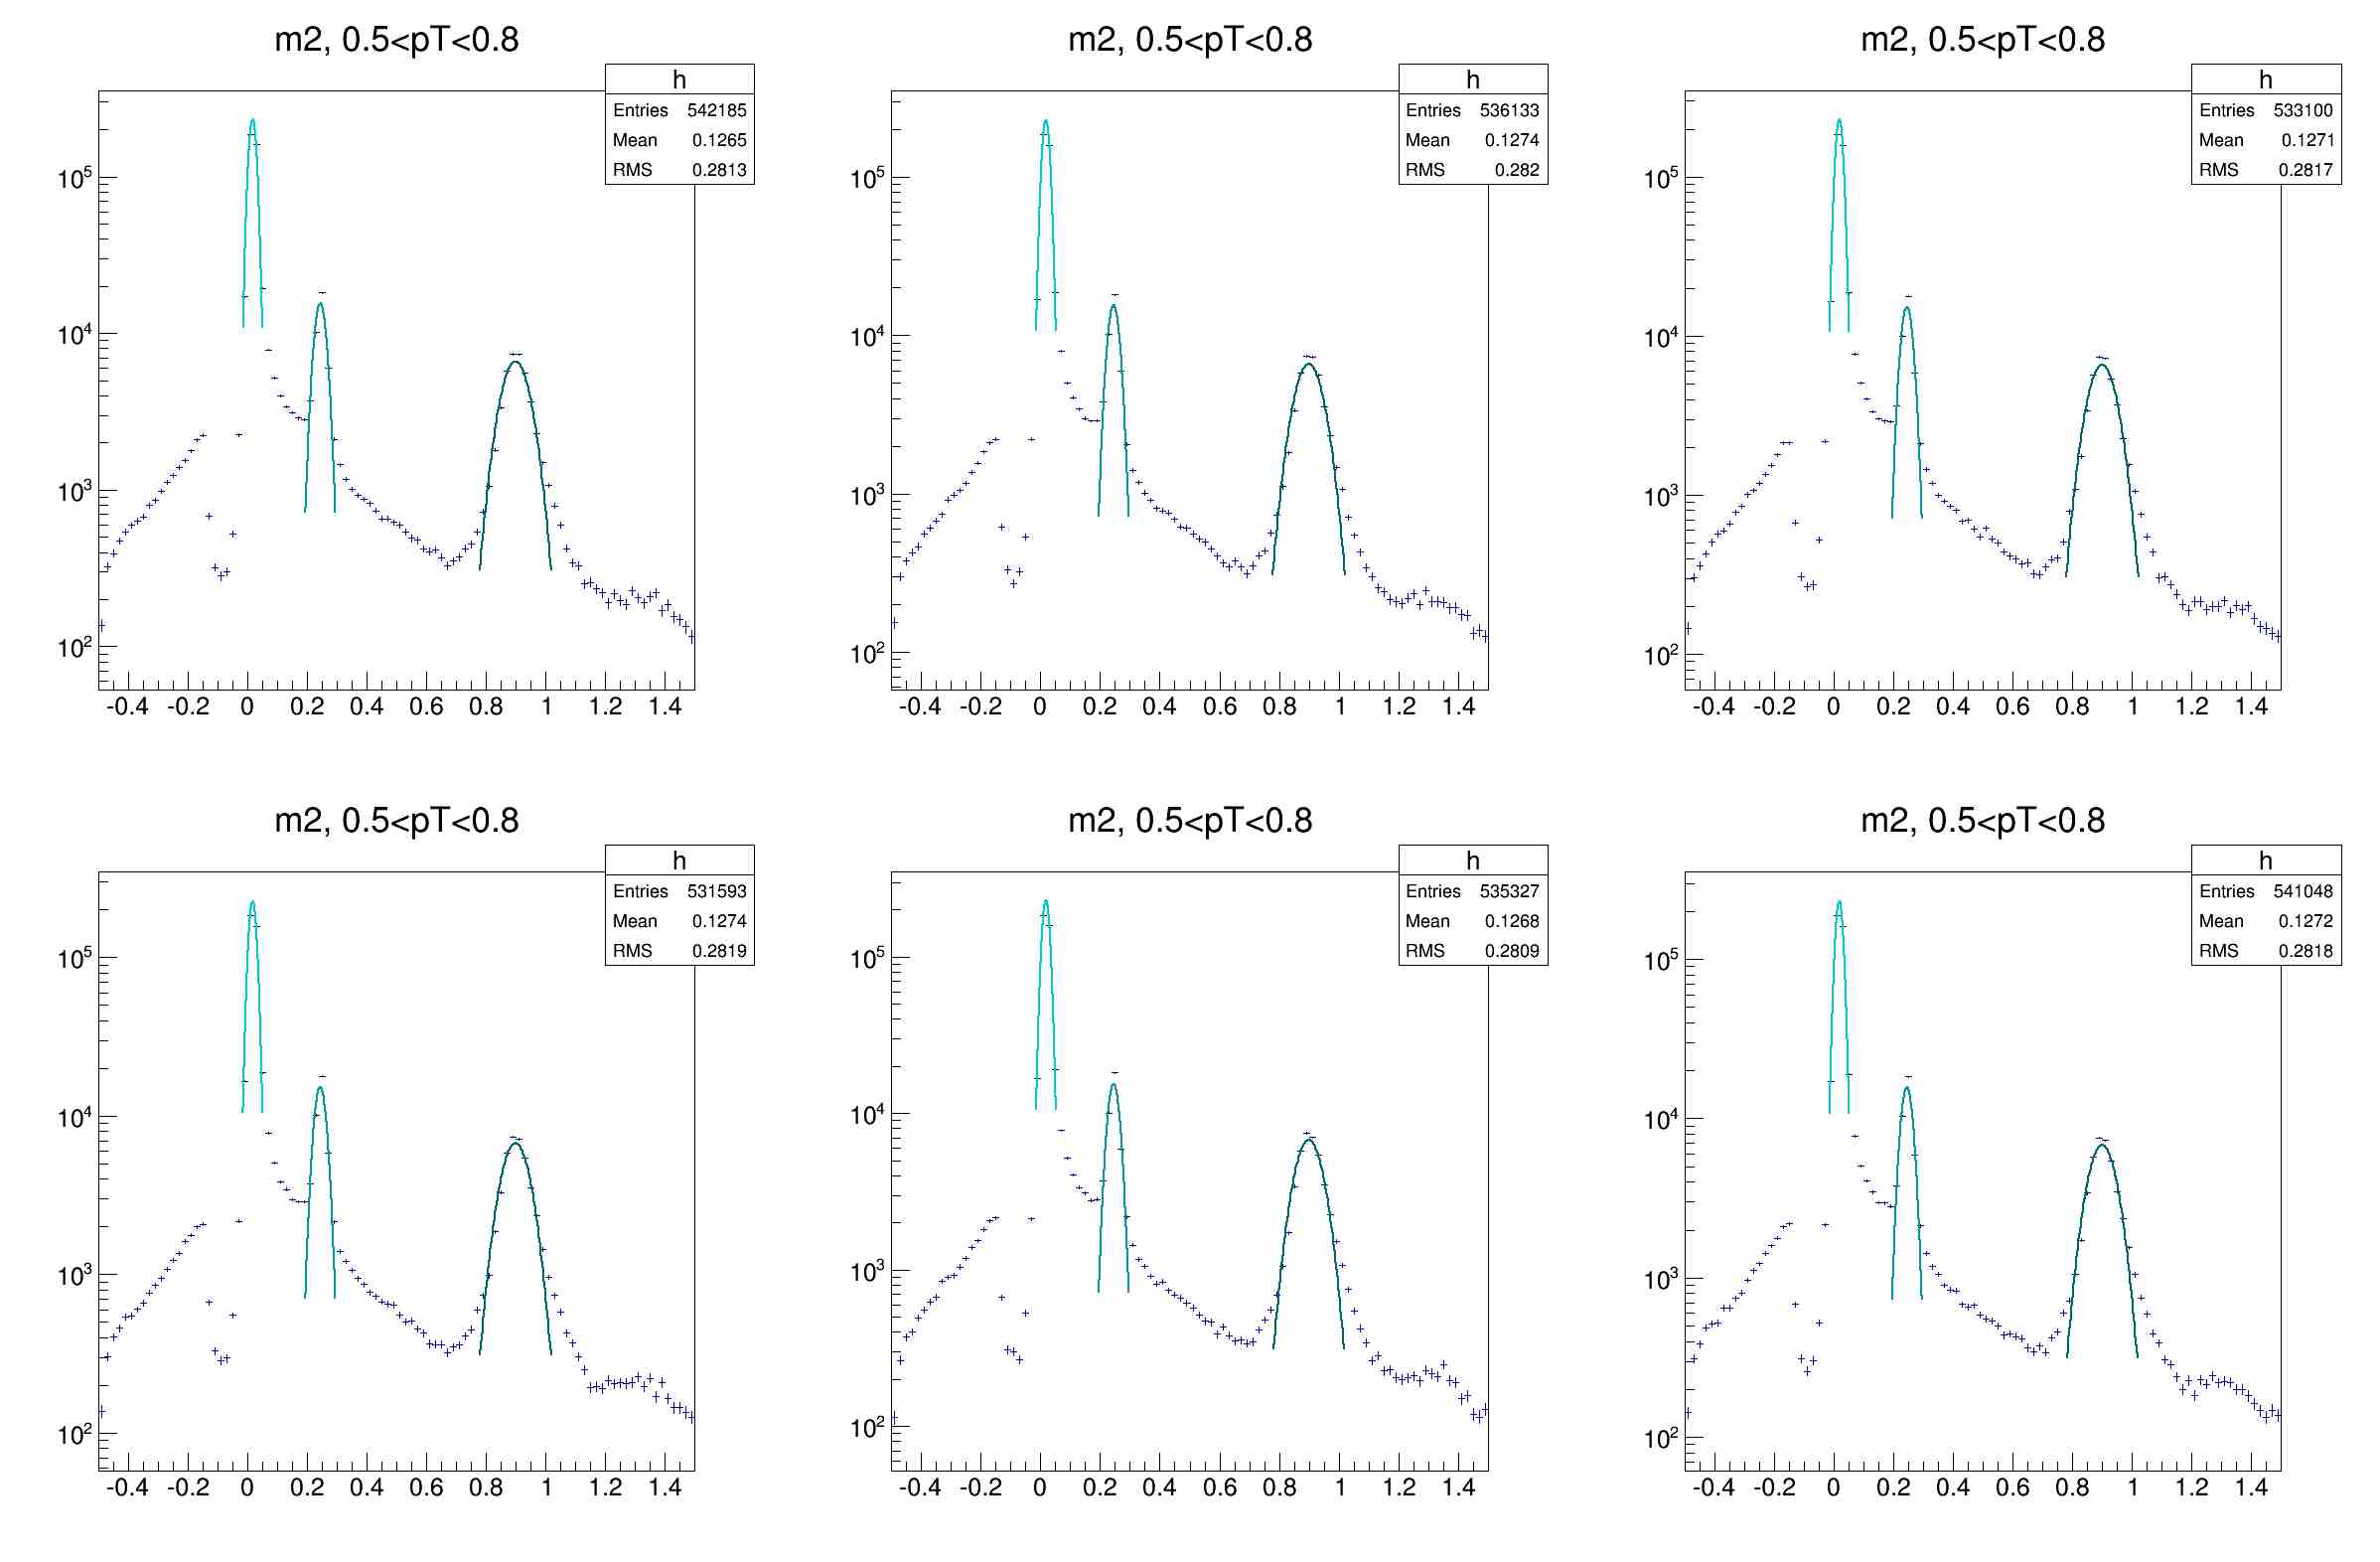 m2, 0.5<pT<0.8
h
Entries 542185
Mean 0.1265
RMS 0.2813
10^5
10^4
10^3
10^2
-0.4 -0.2 0 0.2 0.4 0.6 0.8 1 1.2 1.4
m2, 0.5<pT<0.8
h
Entries 536133
Mean 0.1274
RMS 0.282
10^5
10^4
10^3
10^2
-0.4 -0.2 0 0.2 0.4 0.6 0.8 1 1.2 1.4
m2, 0.5<pT<0.8
h
Entries 533100
Mean 0.1271
RMS 0.2817
10^5
10^4
10^3
10^2
-0.4 -0.2 0 0.2 0.4 0.6 0.8 1 1.2 1.4
m2, 0.5<pT<0.8
h
Entries 531593
Mean 0.1274
RMS 0.2819
10^5
10^4
10^3
10^2
-0.4 -0.2 0 0.2 0.4 0.6 0.8 1 1.2 1.4
m2, 0.5<pT<0.8
h
Entries 535327
Mean 0.1268
RMS 0.2809
10^5
10^4
10^3
10^2
-0.4 -0.2 0 0.2 0.4 0.6 0.8 1 1.2 1.4
m2, 0.5<pT<0.8
h
Entries 541048
Mean 0.1272
RMS 0.2818
10^5
10^4
10^3
10^2
-0.4 -0.2 0 0.2 0.4 0.6 0.8 1 1.2 1.4